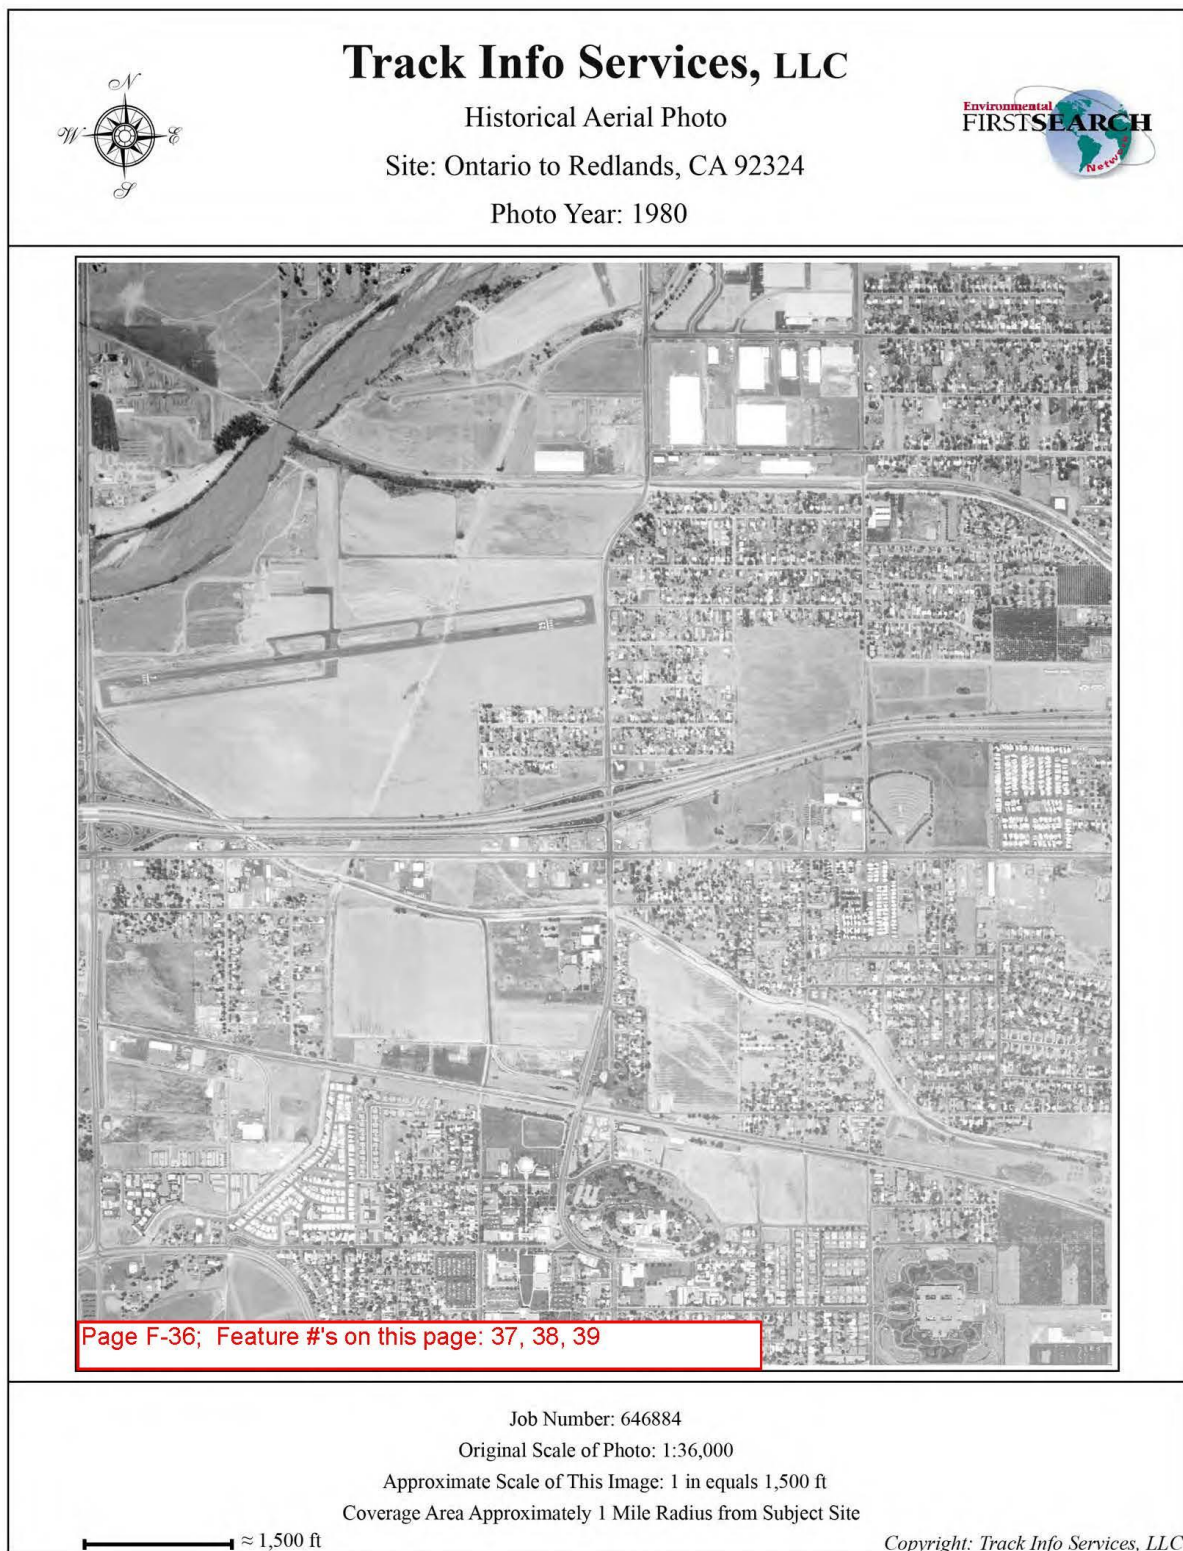 Track Info Services, LLC
Historical Aerial Photo
Site: Ontario to Redlands, CA 92324
Photo Year: 1980
N
W
E
S
Environmental
FIRSTSEARCH
Network
Page F-36;  Feature #'s on this page: 37, 38, 39
Job Number: 646884
Original Scale of Photo: 1:36,000
Approximate Scale of This Image: 1 in equals 1,500 ft
Coverage Area Approximately 1 Mile Radius from Subject Site
≈ 1,500 ft
Copyright: Track Info Services, LLC